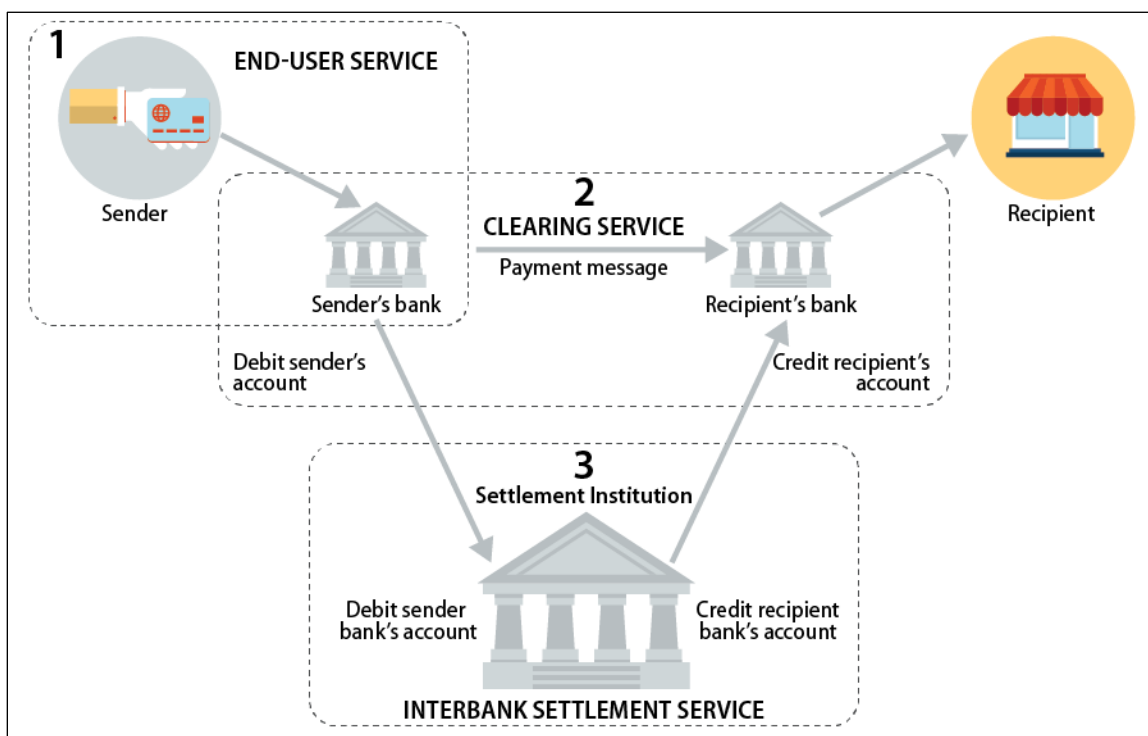 1
END-USER SERVICE
Sender
Recipient
2
CLEARING SERVICE
Payment message
Sender’s bank
Recipient’s bank
Debit sender’s
account
Credit recipient’s
account
3
Settlement Institution
Debit sender
bank’s account
Credit recipient
bank’s account
INTERBANK SETTLEMENT SERVICE